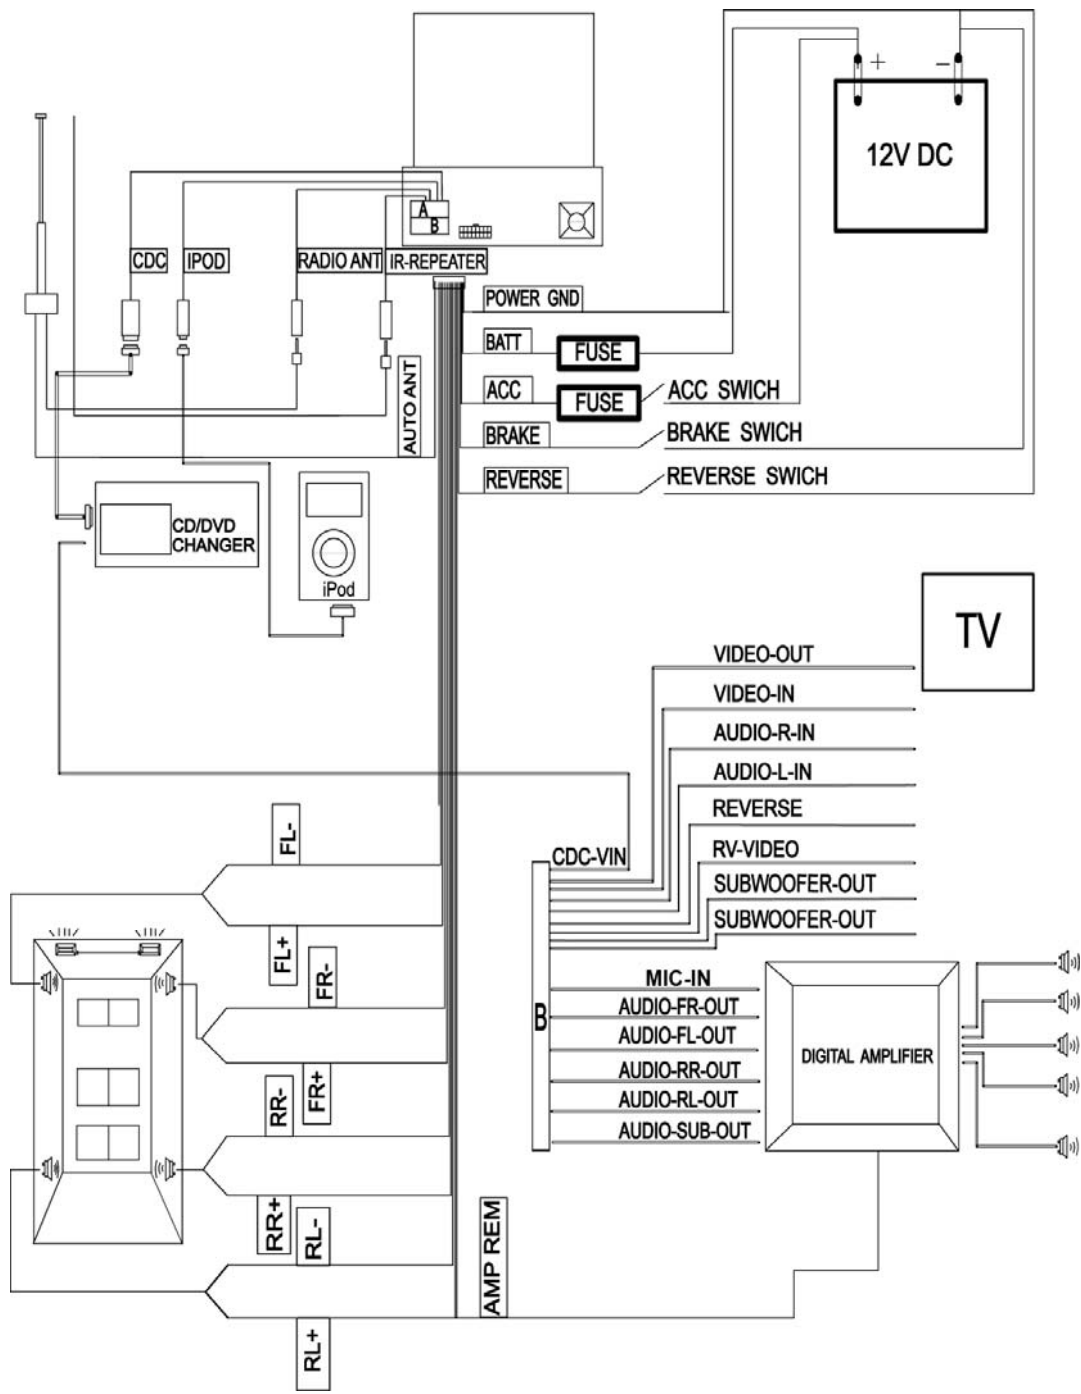 +
−
12V DC
A
B
CDC
IPOD
RADIO ANT
IR-REPEATER
POWER GND
BATT
FUSE
ACC
FUSE
ACC SWICH
AUTO ANT
BRAKE
BRAKE SWICH
REVERSE
REVERSE SWICH
CD/DVD
CHANGER
iPod
TV
VIDEO-OUT
VIDEO-IN
AUDIO-R-IN
AUDIO-L-IN
REVERSE
RV-VIDEO
SUBWOOFER-OUT
SUBWOOFER-OUT
CDC-VIN
FL-
FL+
FR-
FR+
RR-
RR+
RL-
RL+
B
MIC-IN
AUDIO-FR-OUT
AUDIO-FL-OUT
AUDIO-RR-OUT
AUDIO-RL-OUT
AUDIO-SUB-OUT
DIGITAL AMPLIFIER
AMP REM